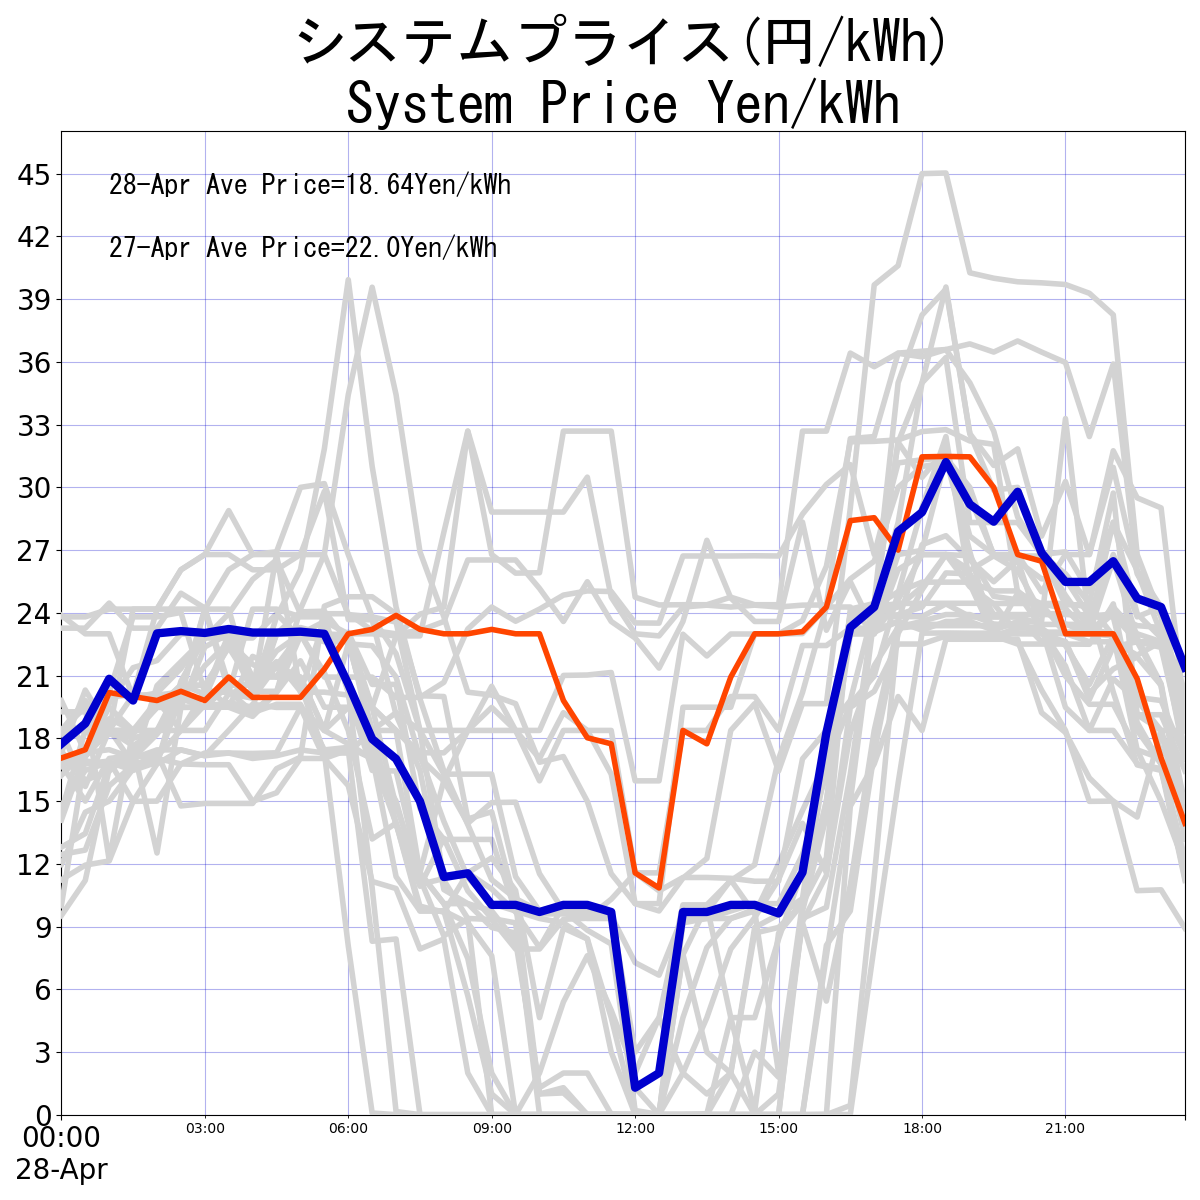 システムプライス(円/kWh)
System Price Yen/kWh
28-Apr Ave Price=18.64Yen/kWh
27-Apr Ave Price=22.0Yen/kWh
45
42
39
36
33
30
27
24
21
18
15
12
9
6
3
0
00:00 03:00 06:00 09:00 12:00 15:00 18:00 21:00
28-Apr